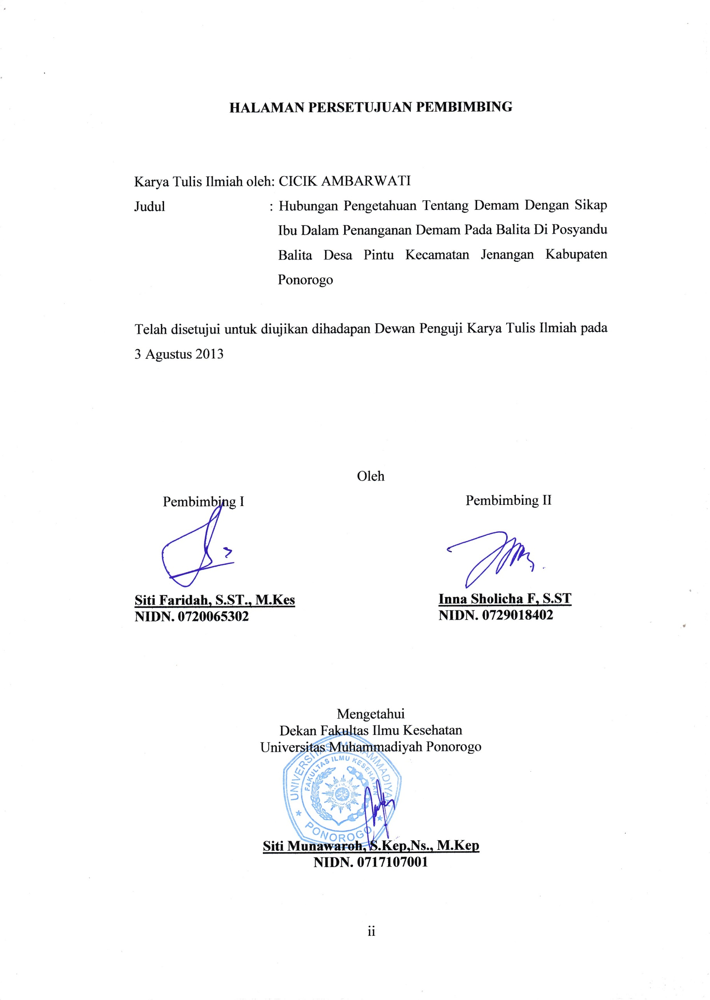 HALAMAN PERSETUJUAN PEMBIMBING
Karya Tulis Ilmiah oleh: CICIK AMBARWATI
Judul : Hubungan Pengetahuan Tentang Demam Dengan Sikap
Ibu Dalam Penanganan Demam Pada Balita Di Posyandu
Balita Desa Pintu Kecamatan Jenangan Kabupaten
Ponorogo
Telah disetujui untuk diujikan dihadapan Dewan Penguji Karya Tulis Ilmiah pada
3 Agustus 2013
Oleh
Pembimbing I
Pembimbing II
Siti Faridah, S.ST., M.Kes
NIDN. 0720065302
Inna Sholicha F, S.ST
NIDN. 0729018402
Mengetahui
Dekan Fakultas Ilmu Kesehatan
Universitas Muhammadiyah Ponorogo
UNIVERSITAS MUHAMMADIYAH
FAKULTAS ILMU KESEHATAN
PONOROGO
Siti Munawaroh, S.Kep,Ns., M.Kep
NIDN. 0717107001
ii